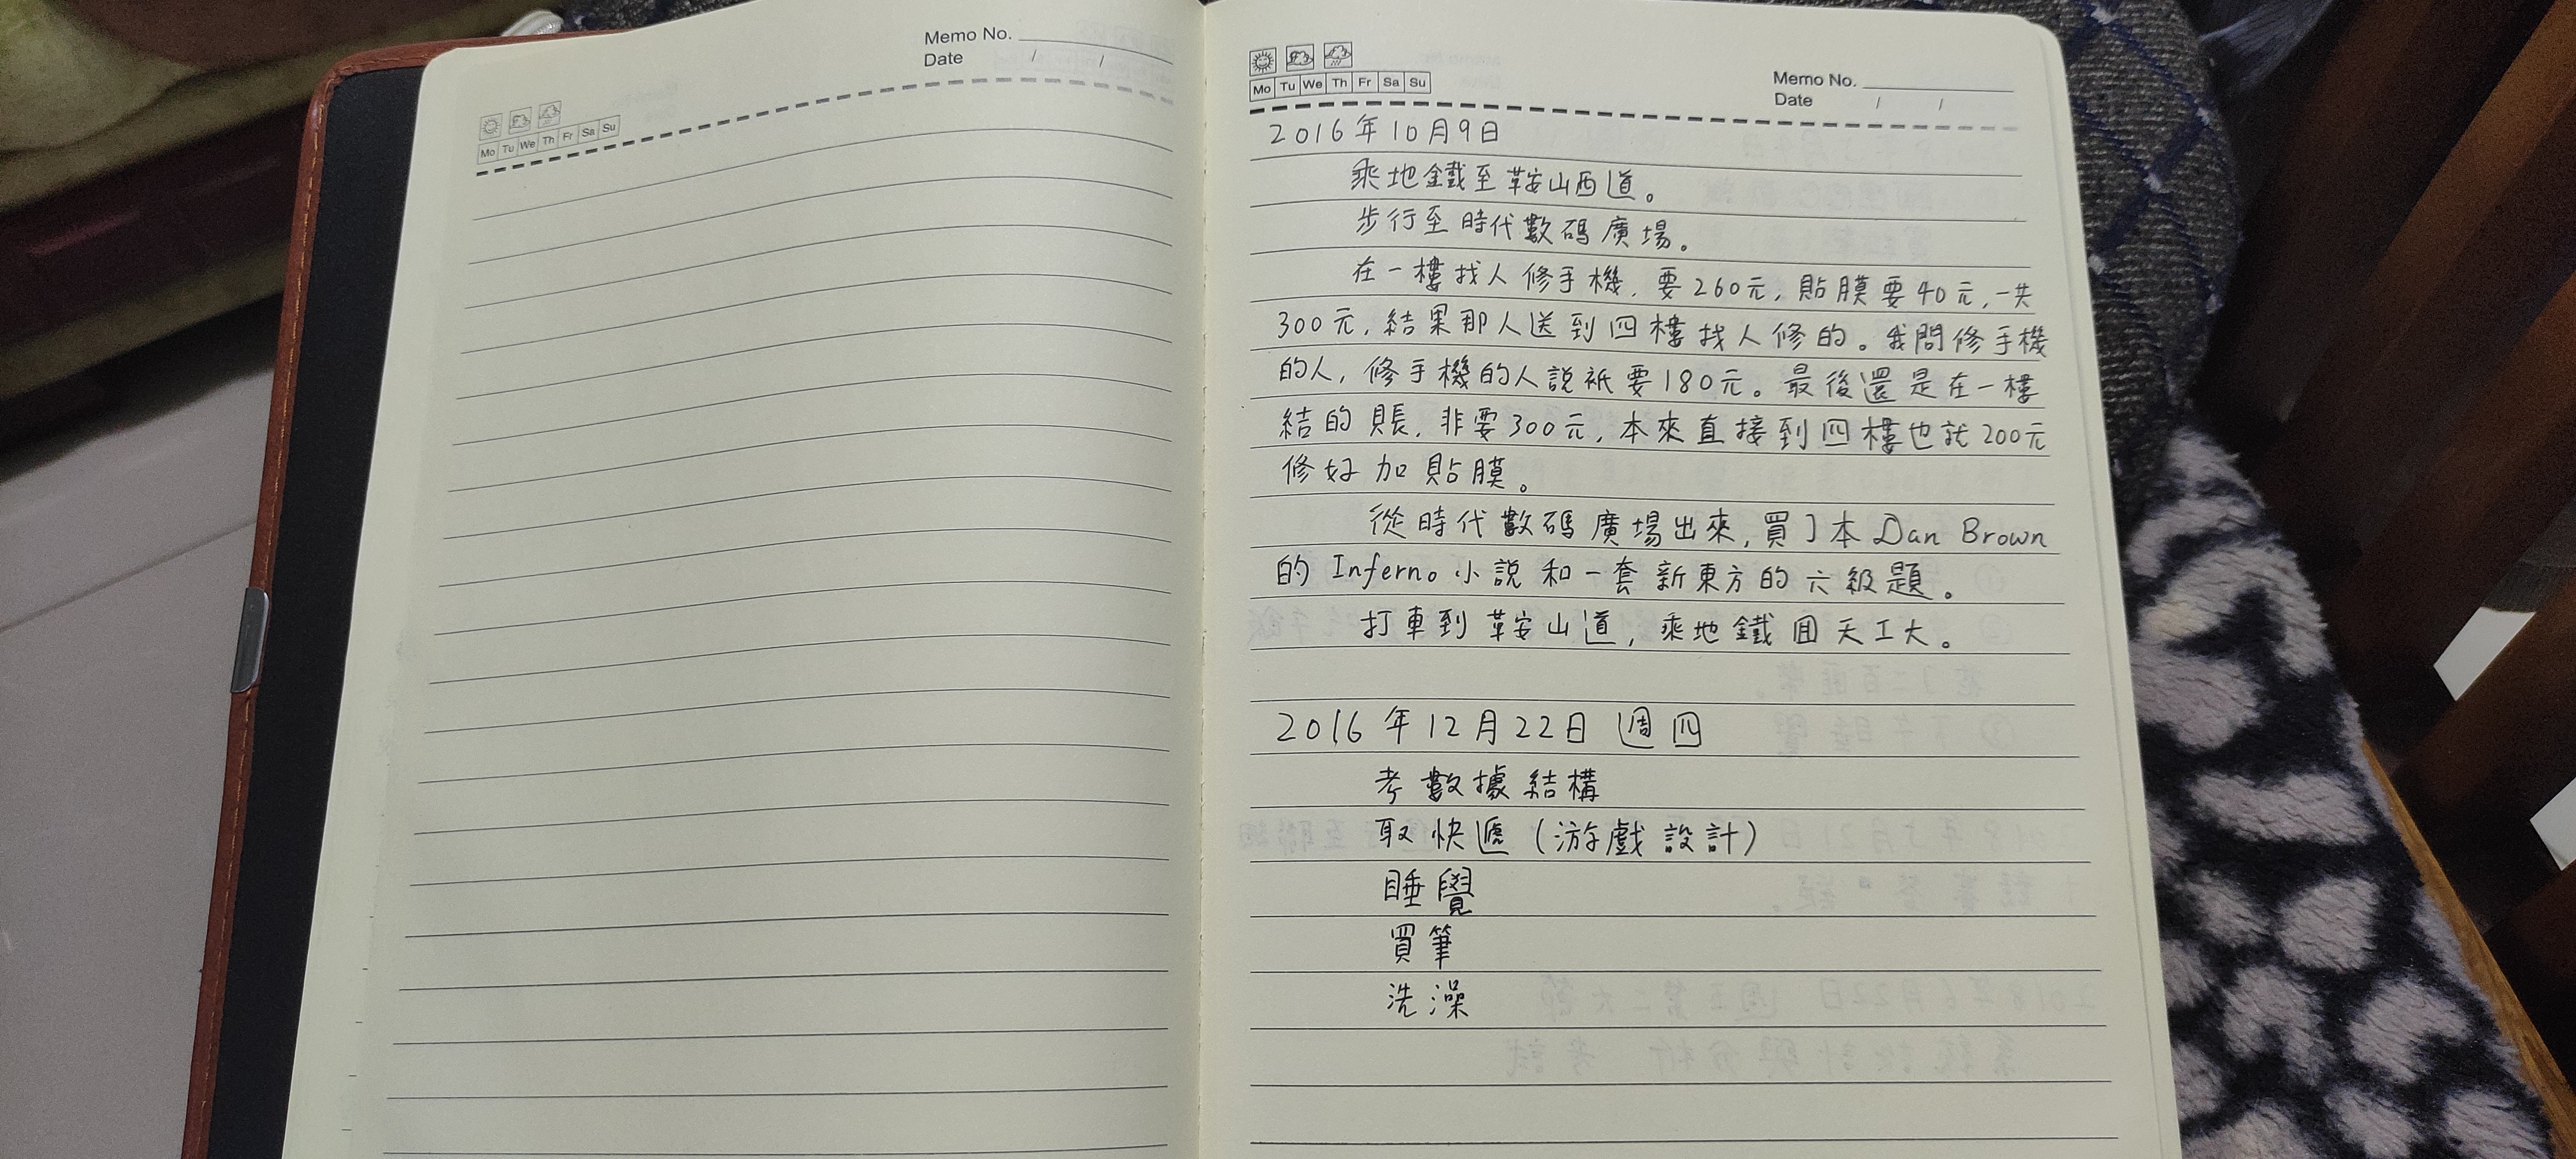 Memo No.
Date / /
Mo Tu We Th Fr Sa Su
Mo Tu We Th Fr Sa Su
Memo No.
Date / /
2016年10月9日
乘地鐵至鞍山西道。
步行至時代數碼廣場。
在一樓找人修手機,要260元,貼膜要40元,一共
300元,結果那人送到四樓找人修的。我問修手機
的人,修手機的人說祇要180元。最後還是在一樓
結的賬,非要300元,本來直接到四樓也就200元
修好加貼膜。
從時代數碼廣場出來,買了本Dan Brown
的Inferno小說和一套新東方的六級題。
打車到鞍山道,乘地鐵回天工大。
2016年12月22日 週四
考數據結構
取快遞(游戲設計)
睡覺
買筆
洗澡